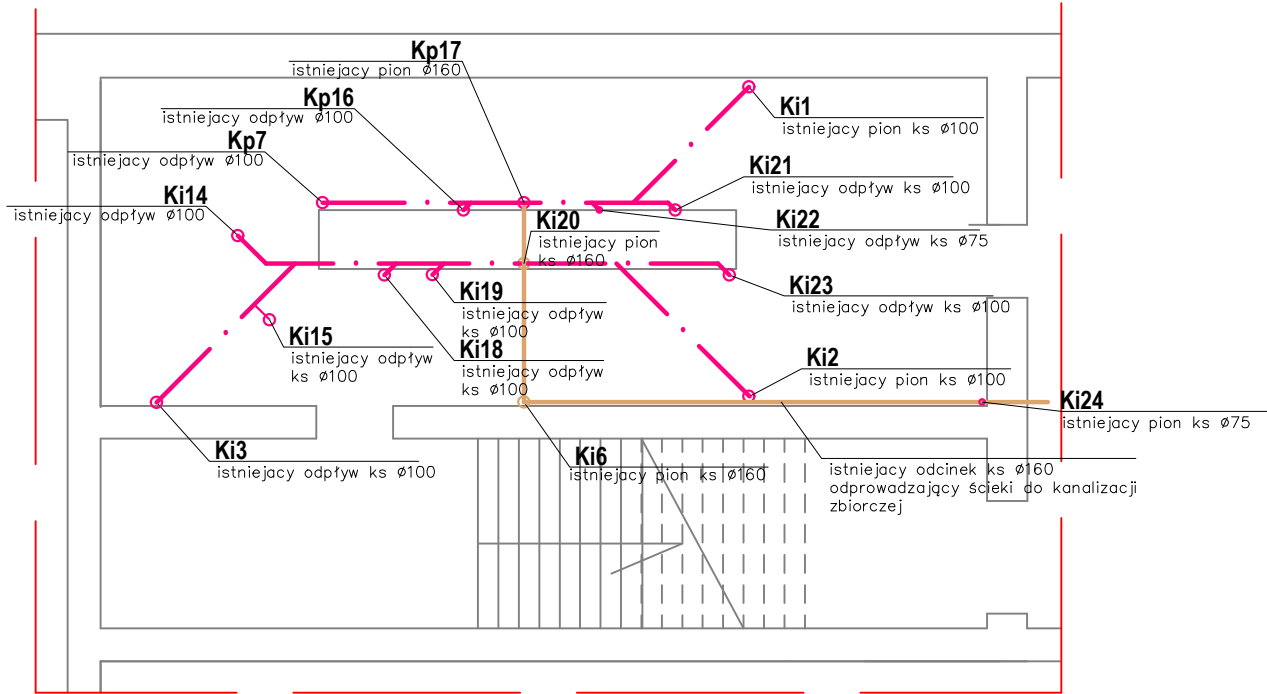 Kp17
istniejacy pion ø160
Kp16
istniejacy odpływ ø100
Kp7
istniejacy odpływ ø100
Ki14
istniejacy odpływ ø100
Ki1
istniejacy pion ks ø100
Ki21
istniejacy odpływ ks ø100
Ki22
istniejacy odpływ ks ø75
Ki20
istniejacy pion
ks ø160
Ki23
istniejacy odpływ ks ø100
Ki19
istniejacy odpływ
ks ø100
Ki15
istniejacy odpływ
ks ø100
Ki18
istniejacy odpływ
ks ø100
Ki2
istniejacy pion ks ø100
Ki24
istniejacy pion ks ø75
Ki3
istniejacy odpływ ks ø100
Ki6
istniejacy pion ks ø160
istniejacy odcinek ks ø160
odprowadzający ścieki do kanalizacji
zbiorczej